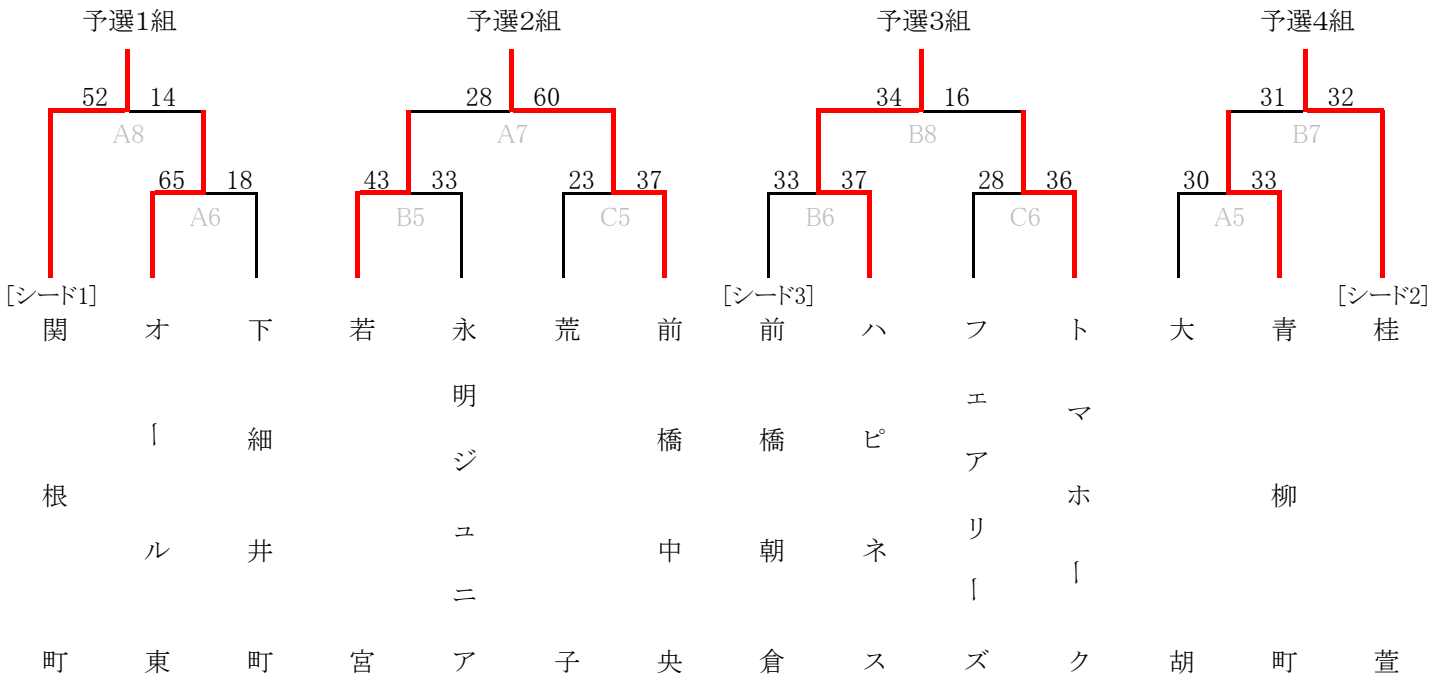 予選1組 予選2組 予選3組 予選4組
52 14 28 60 34 16 31 32
A8 A7 B8 B7
65 18 43 33 23 37 33 37 28 36 30 33
A6 B5 C5 B6 C6 A5
[シード1] [シード3] [シード2]
関根町
オール東
下細井町
若宮
永明ジュニア
荒子
前橋中央
前橋朝倉
ハピネス
フェアリーズ
トマホーク
大胡
青柳町
桂萱